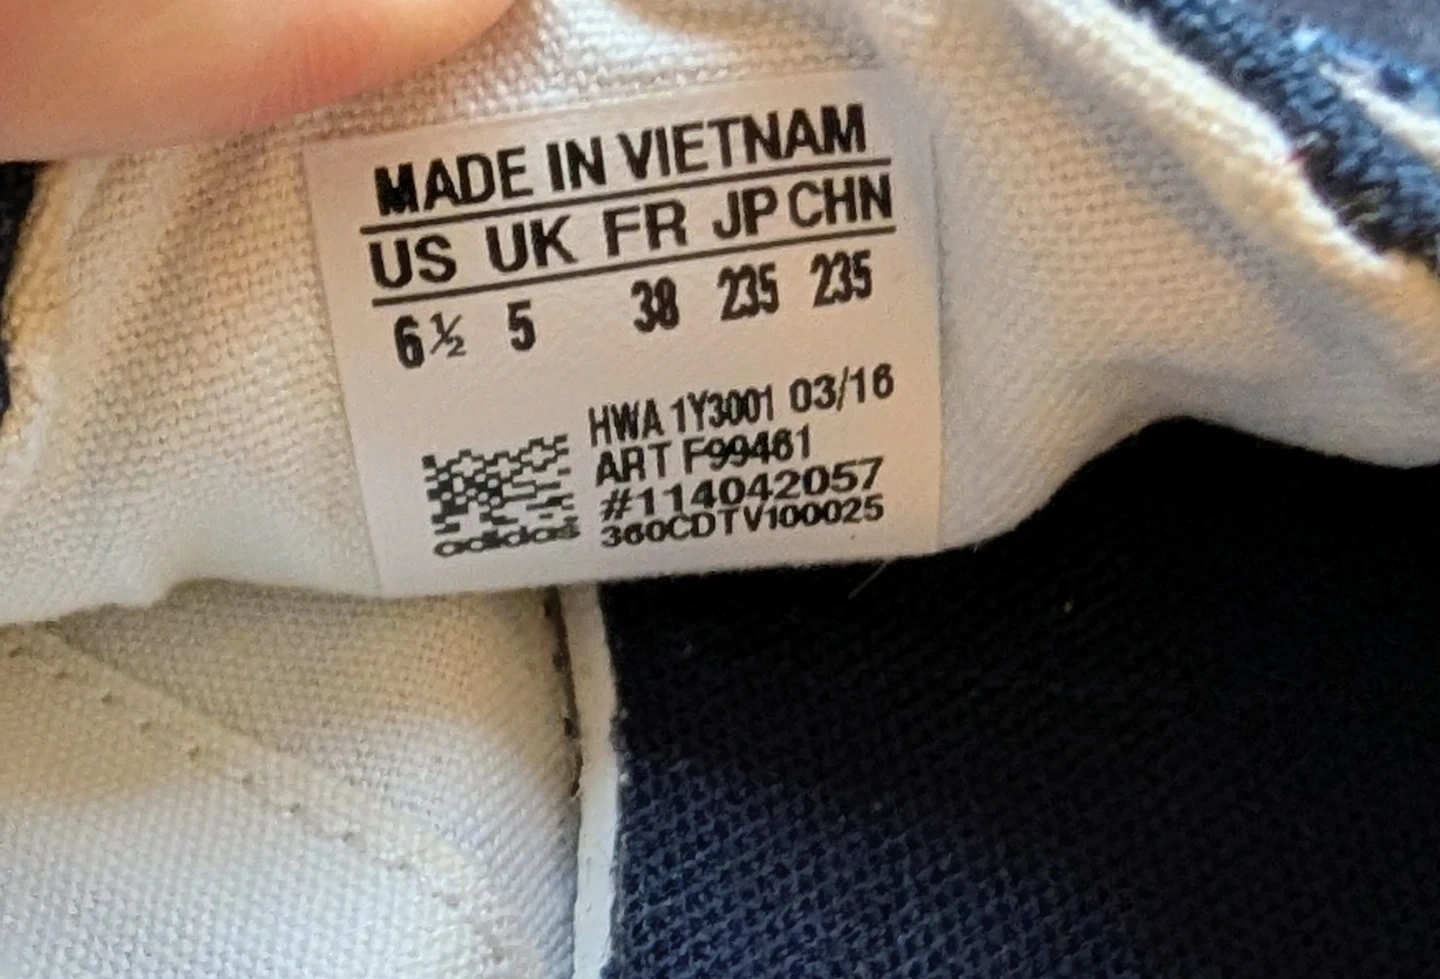 MADE IN VIETNAM
US UK FR JP CHN
6½ 5 38 235 235
HWA 1Y3001 03/16
ART F99461
#114042057
360CDTV100025
adidas